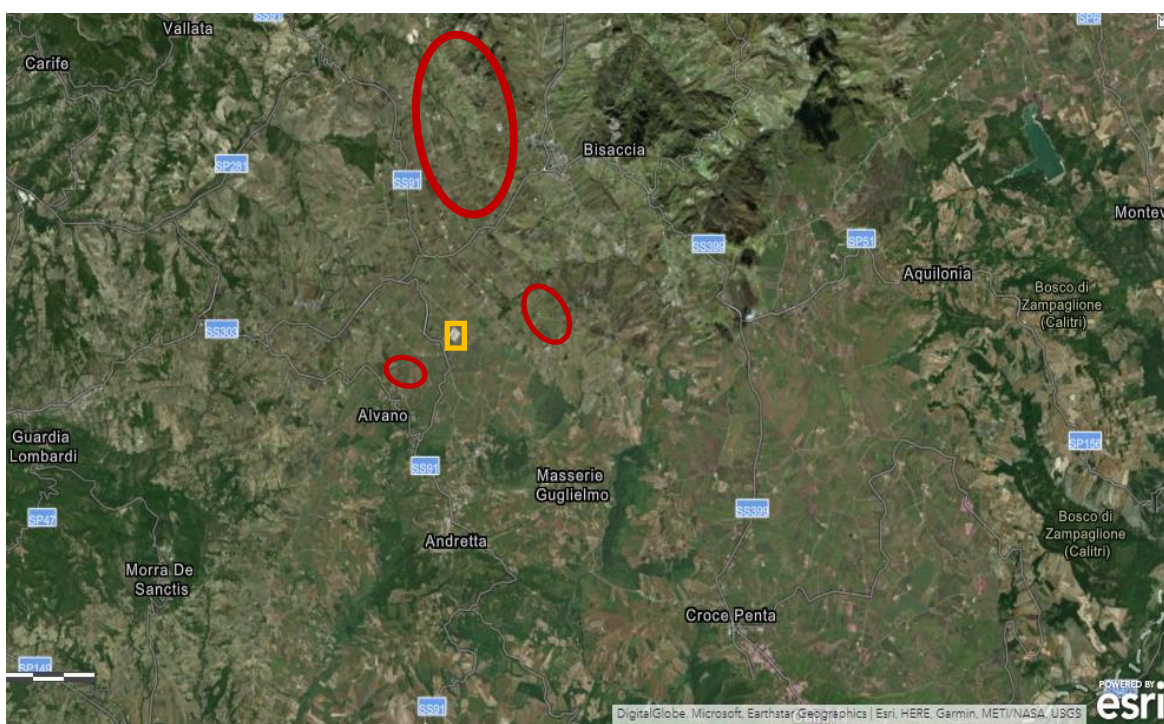 SS91
SP6
Vallata
Carife
Bisaccia
SP281
SS91
Montev
SS399
SP51
Aquilonia
Bosco di
Zampaglione
(Calitri)
SS303
Alvano
Guardia
Lombardi
SS91
SP156
Masserie
Guglielmo
SP47
SS399
Bosco di
Zampaglione
(Calitri)
Andretta
Morra De
Sanctis
Croce Penta
SP149
SS91
POWERED BY
esri
DigitalGlobe, Microsoft, Earthstar Geographics | Esri, HERE, Garmin, METI/NASA, USGS